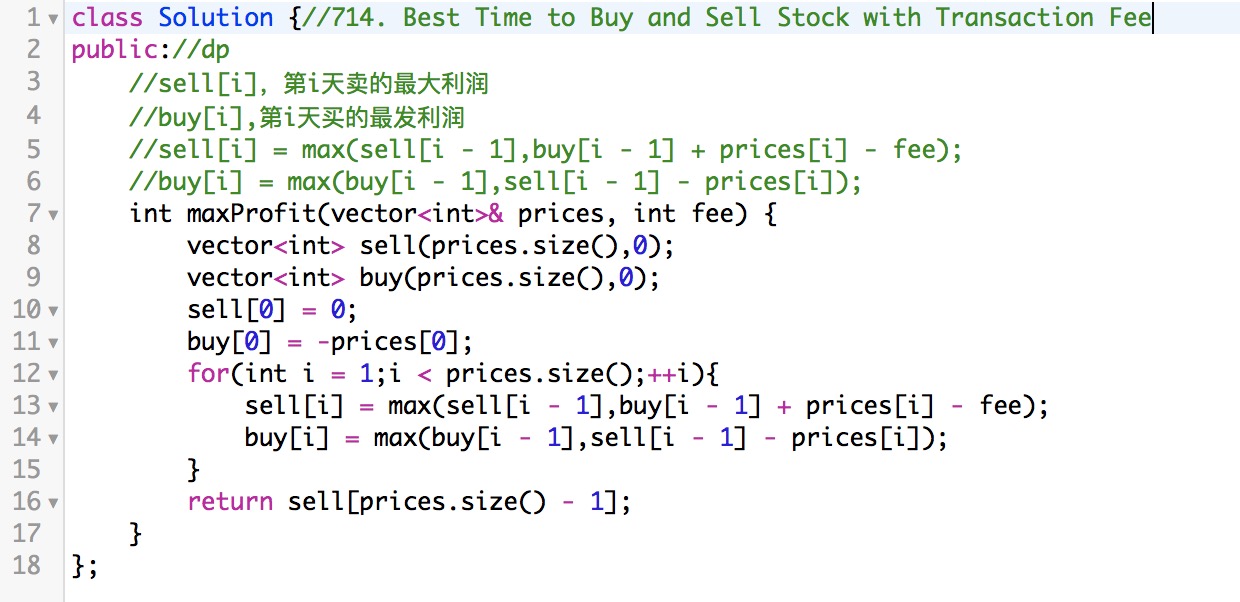 1 class Solution {//714. Best Time to Buy and Sell Stock with Transaction Fee
2 public://dp
3     //sell[i]，第i天卖的最大利润
4     //buy[i],第i天买的最发利润
5     //sell[i] = max(sell[i - 1],buy[i - 1] + prices[i] - fee);
6     //buy[i] = max(buy[i - 1],sell[i - 1] - prices[i]);
7     int maxProfit(vector<int>& prices, int fee) {
8         vector<int> sell(prices.size(),0);
9         vector<int> buy(prices.size(),0);
10         sell[0] = 0;
11         buy[0] = -prices[0];
12         for(int i = 1;i < prices.size();++i){
13             sell[i] = max(sell[i - 1],buy[i - 1] + prices[i] - fee);
14             buy[i] = max(buy[i - 1],sell[i - 1] - prices[i]);
15         }
16         return sell[prices.size() - 1];
17     }
18 };